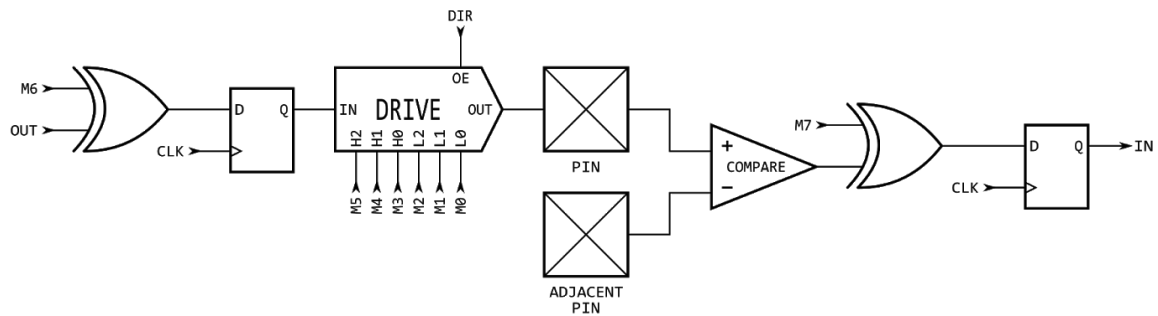 DIR
M6
OUT
CLK
D
Q
OE
IN
DRIVE
OUT
H2
H1
H0
L2
L1
L0
M5
M4
M3
M2
M1
M0
PIN
ADJACENT
PIN
+
COMPARE
−
M7
CLK
D
Q
IN